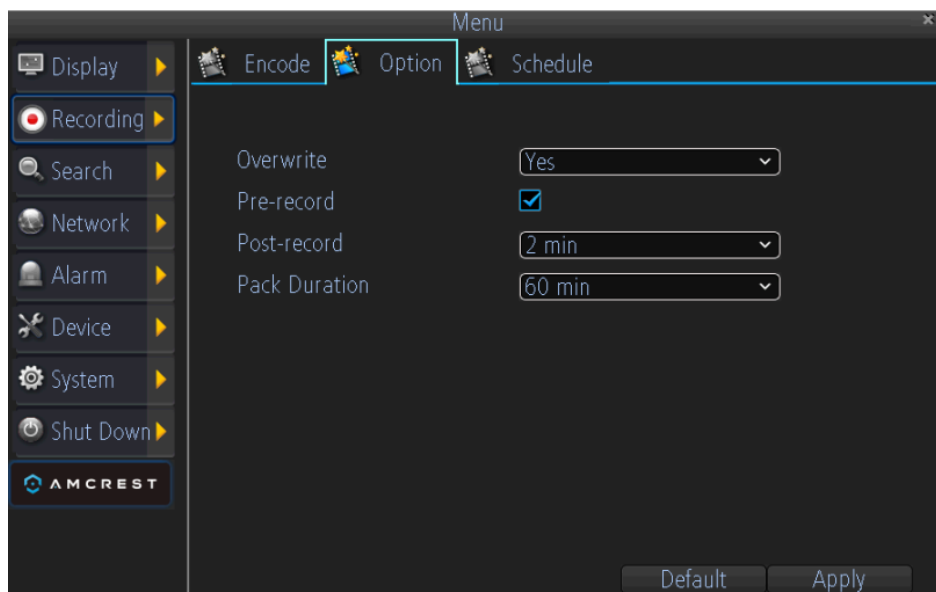 Menu
Display
Recording
Search
Network
Alarm
Device
System
Shut Down
AMCREST
Encode Option Schedule
Overwrite Yes
Pre-record
Post-record 2 min
Pack Duration 60 min
Default Apply